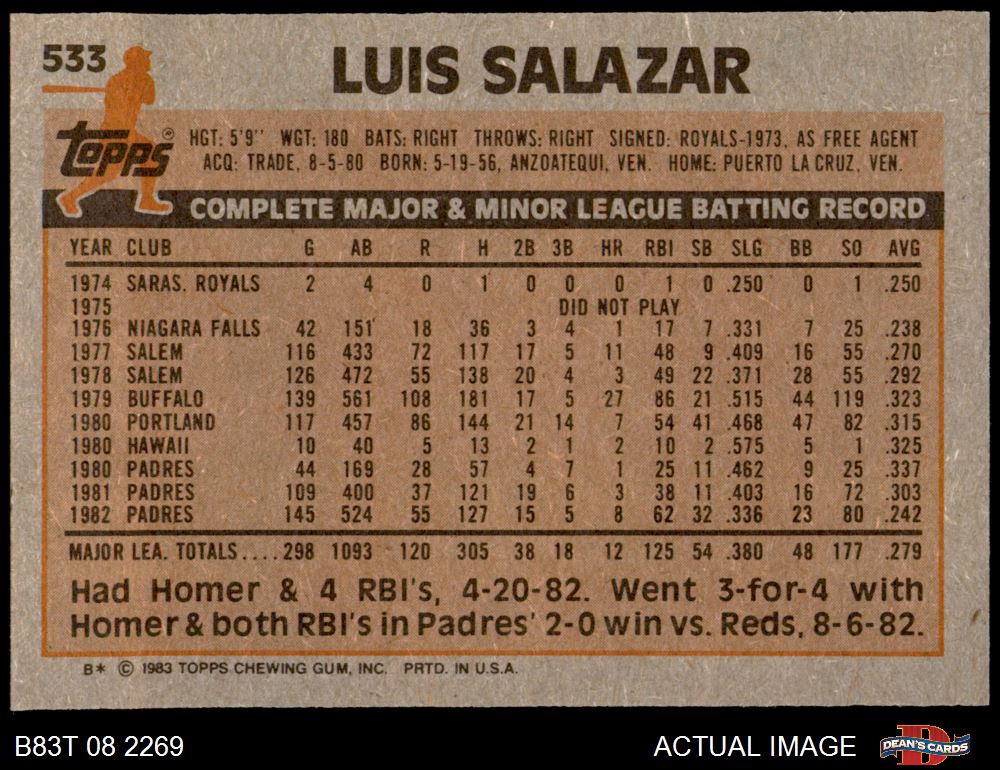 533
LUIS SALAZAR
Topps ®
HGT: 5'9" WGT: 180 BATS: RIGHT THROWS: RIGHT SIGNED: ROYALS-1973, AS FREE AGENT
ACQ: TRADE, 8-5-80 BORN: 5-19-56, ANZOATEQUI, VEN. HOME: PUERTO LA CRUZ, VEN.
COMPLETE MAJOR & MINOR LEAGUE BATTING RECORD
YEAR CLUB G AB R H 2B 3B HR RBI SB SLG BB SO AVG
1974 SARAS. ROYALS 2 4 0 1 0 0 0 1 0 .250 0 1 .250
1975 DID NOT PLAY
1976 NIAGARA FALLS 42 151 18 36 3 4 1 17 7 .331 7 25 .238
1977 SALEM 116 433 72 117 17 5 11 48 9 .409 16 55 .270
1978 SALEM 126 472 55 138 20 4 3 49 22 .371 28 55 .292
1979 BUFFALO 139 561 108 181 17 5 27 86 21 .515 44 119 .323
1980 PORTLAND 117 457 86 144 21 14 7 54 41 .468 47 82 .315
1980 HAWAII 10 40 5 13 2 1 2 10 2 .575 5 1 .325
1980 PADRES 44 169 28 57 4 7 1 25 11 .462 9 25 .337
1981 PADRES 109 400 37 121 19 6 3 38 11 .403 16 72 .303
1982 PADRES 145 524 55 127 15 5 8 62 32 .336 23 80 .242
MAJOR LEA. TOTALS....298 1093 120 305 38 18 12 125 54 .380 48 177 .279
Had Homer & 4 RBI's, 4-20-82. Went 3-for-4 with
Homer & both RBI's in Padres' 2-0 win vs. Reds, 8-6-82.
B* © 1983 TOPPS CHEWING GUM, INC. PRTD. IN U.S.A.
B83T 08 2269
ACTUAL IMAGE
D
DEAN'S CARDS